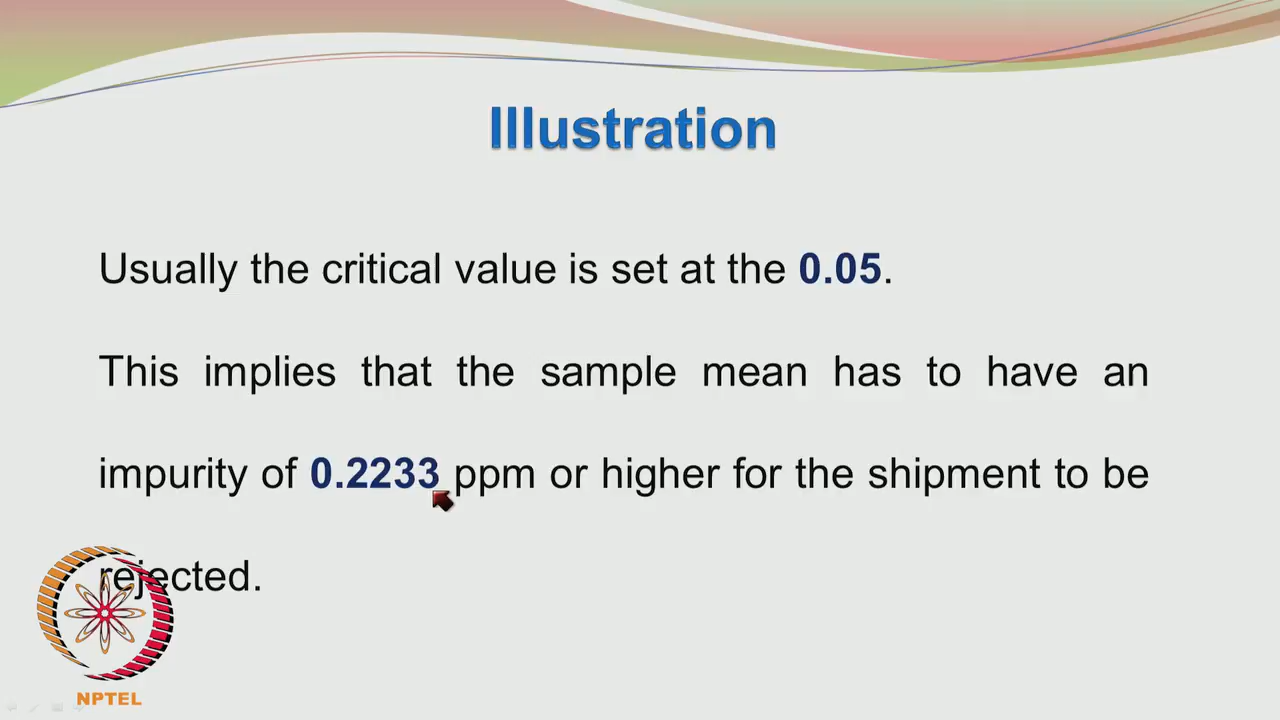 Illustration
Usually the critical value is set at the 0.05.
This implies that the sample mean has to have an
impurity of 0.2233 ppm or higher for the shipment to be
rejected.
NPTEL